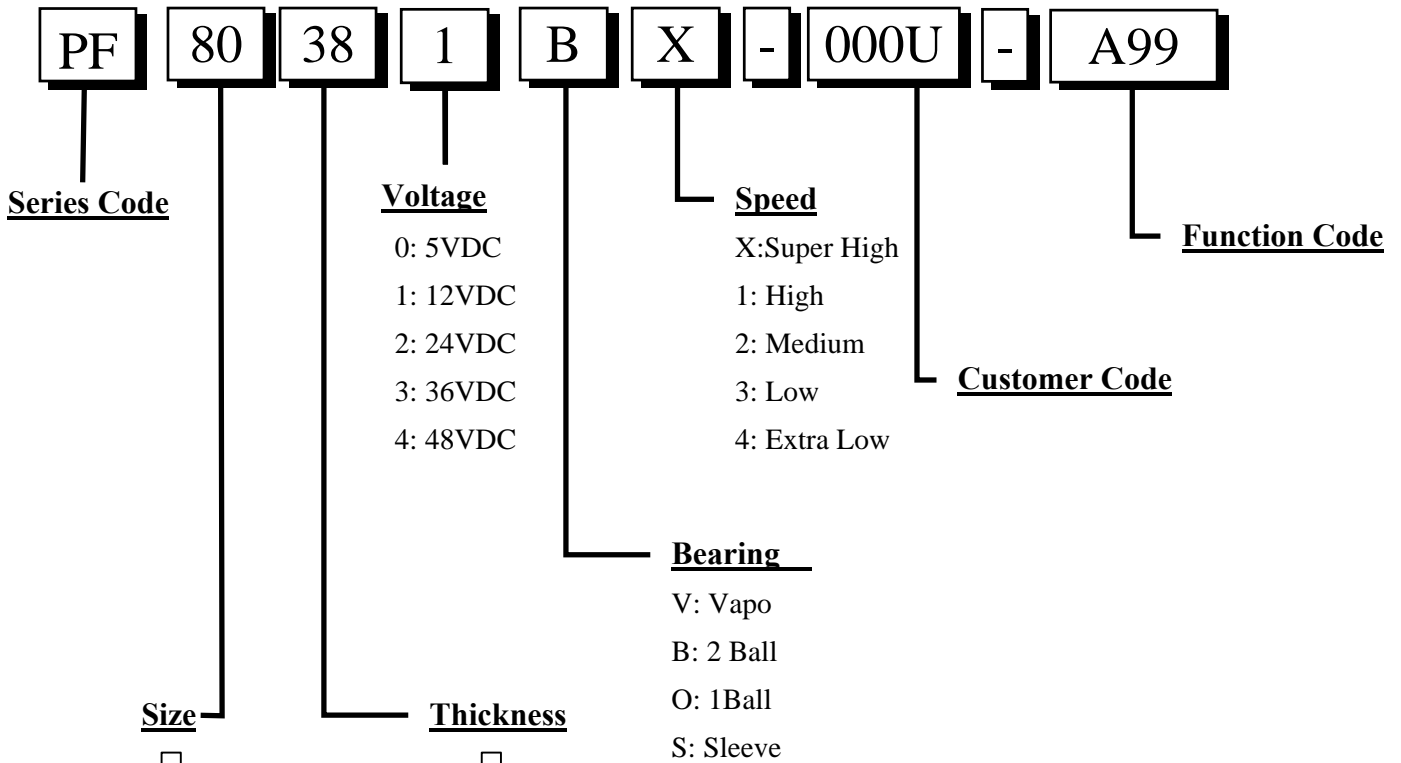 PF 80 38 1 B X - 000U - A99
Series Code
Voltage
0: 5VDC
1: 12VDC
2: 24VDC
3: 36VDC
4: 48VDC
Speed
X:Super High
1: High
2: Medium
3: Low
4: Extra Low
Function Code
Customer Code
Bearing
V: Vapo
B: 2 Ball
O: 1Ball
S: Sleeve
Size
Thickness